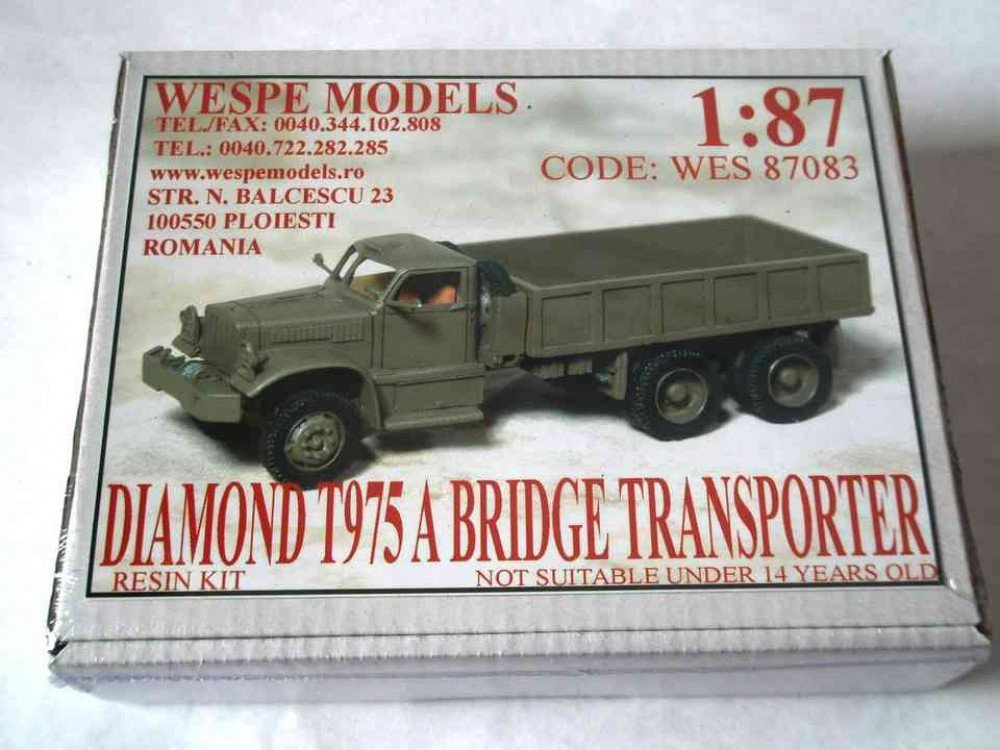 WESPE MODELS
TEL./FAX: 0040.344.102.808
TEL.: 0040.722.282.285
www.wespemodels.ro
STR. N. BALCESCU 23
100550 PLOIESTI
ROMANIA
1:87
CODE: WES 87083
DIAMOND T975 A BRIDGE TRANSPORTER
RESIN KIT
NOT SUITABLE UNDER 14 YEARS OLD